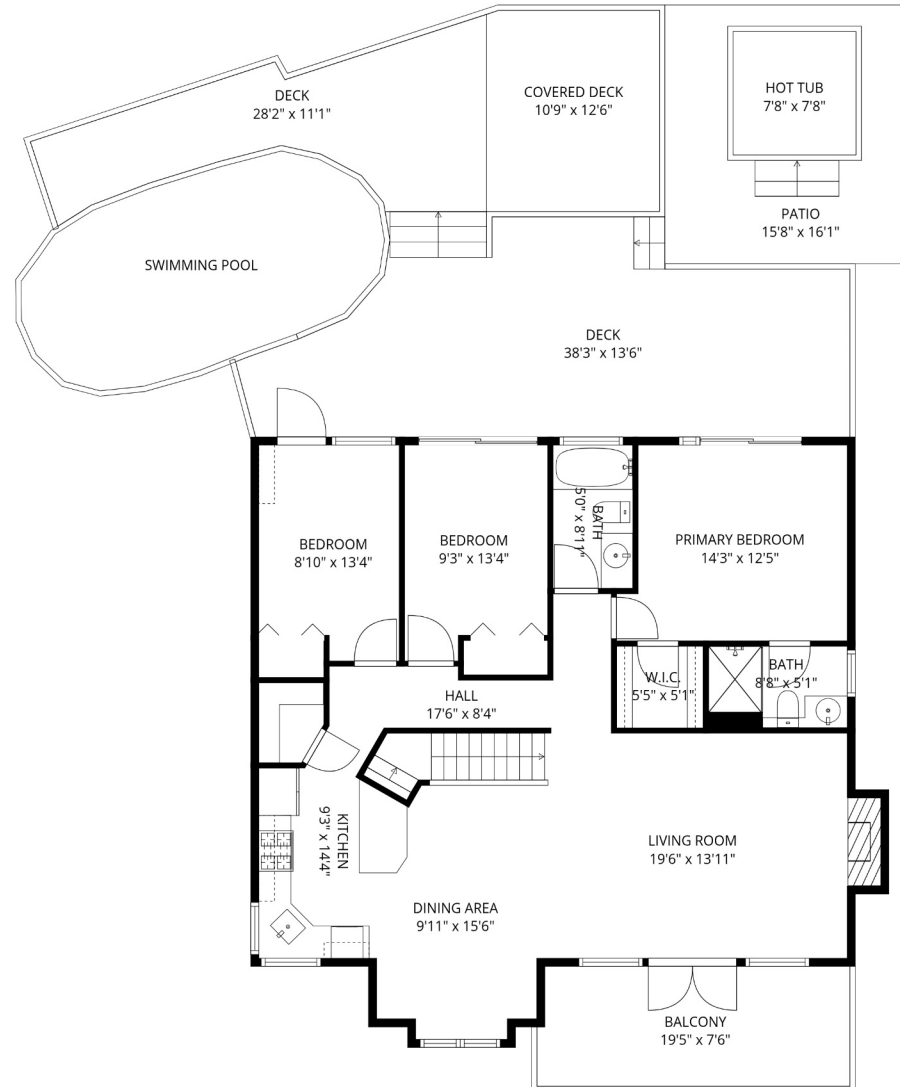 DECK
28'2" x 11'1"
COVERED DECK
10'9" x 12'6"
HOT TUB
7'8" x 7'8"
PATIO
15'8" x 16'1"
SWIMMING POOL
DECK
38'3" x 13'6"
BEDROOM
8'10" x 13'4"
BEDROOM
9'3" x 13'4"
BATH
5'0" x 8'11"
PRIMARY BEDROOM
14'3" x 12'5"
W.I.C.
5'5" x 5'1"
BATH
8'8" x 5'1"
HALL
17'6" x 8'4"
KITCHEN
9'3" x 14'4"
LIVING ROOM
19'6" x 13'11"
DINING AREA
9'11" x 15'6"
BALCONY
19'5" x 7'6"